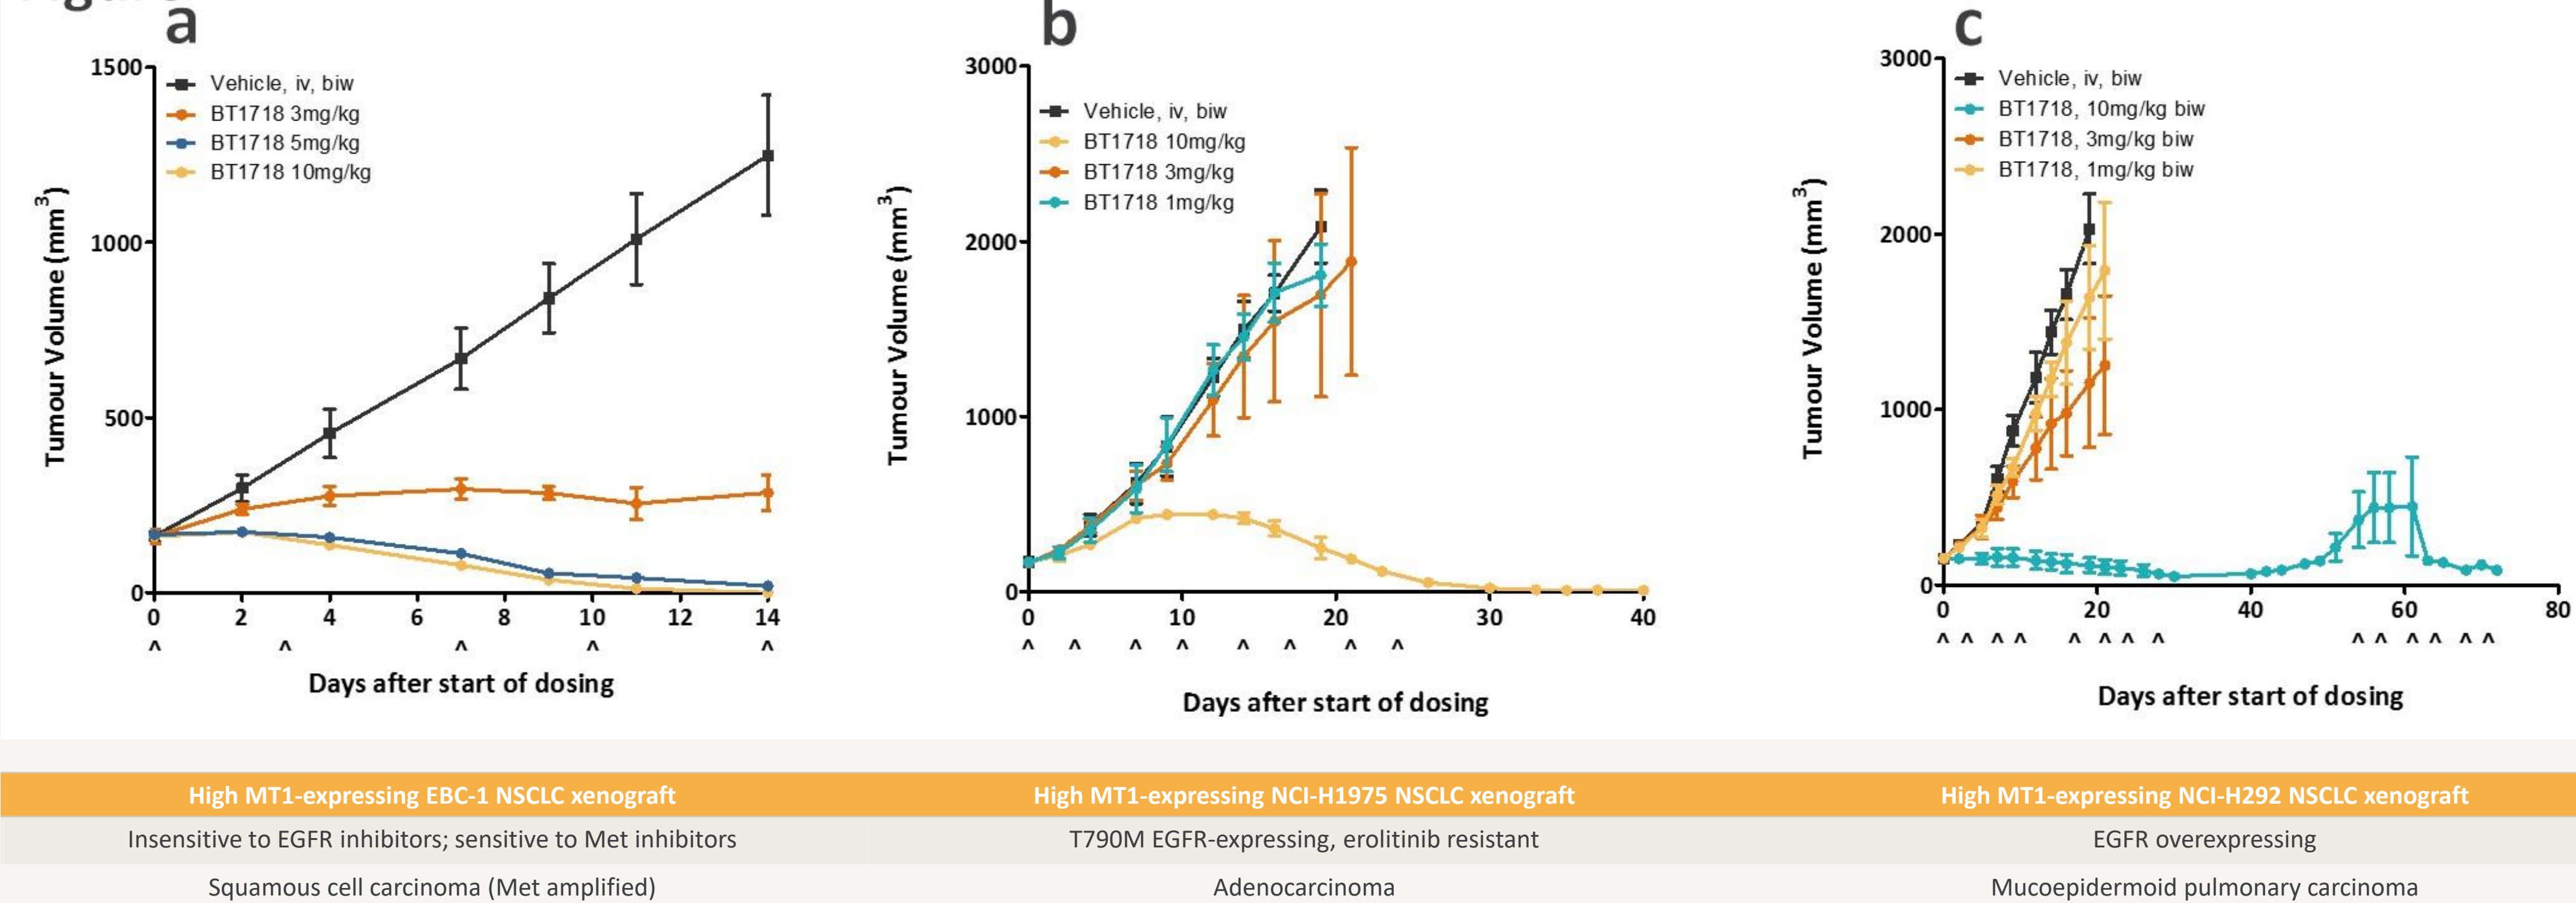 a
1500
1000
500
0
Tumour Volume (mm3)
Vehicle, iv, biw
BT1718 3mg/kg
BT1718 5mg/kg
BT1718 10mg/kg
0 2 4 6 8 10 12 14
^ ^ ^ ^ ^
Days after start of dosing
b
3000
2000
1000
0
Tumour Volume (mm3)
Vehicle, iv, biw
BT1718 10mg/kg
BT1718 3mg/kg
BT1718 1mg/kg
0 10 20 30 40
^ ^ ^ ^ ^ ^ ^ ^
Days after start of dosing
c
3000
2000
1000
0
Tumour Volume (mm3)
Vehicle, iv, biw
BT1718, 10mg/kg biw
BT1718, 3mg/kg biw
BT1718, 1mg/kg biw
0 20 40 60 80
^ ^ ^ ^ ^ ^ ^ ^ ^ ^ ^ ^ ^ ^
Days after start of dosing
High MT1-expressing EBC-1 NSCLC xenograft
High MT1-expressing NCI-H1975 NSCLC xenograft
High MT1-expressing NCI-H292 NSCLC xenograft
Insensitive to EGFR inhibitors; sensitive to Met inhibitors
T790M EGFR-expressing, erolitinib resistant
EGFR overexpressing
Squamous cell carcinoma (Met amplified)
Adenocarcinoma
Mucoepidermoid pulmonary carcinoma